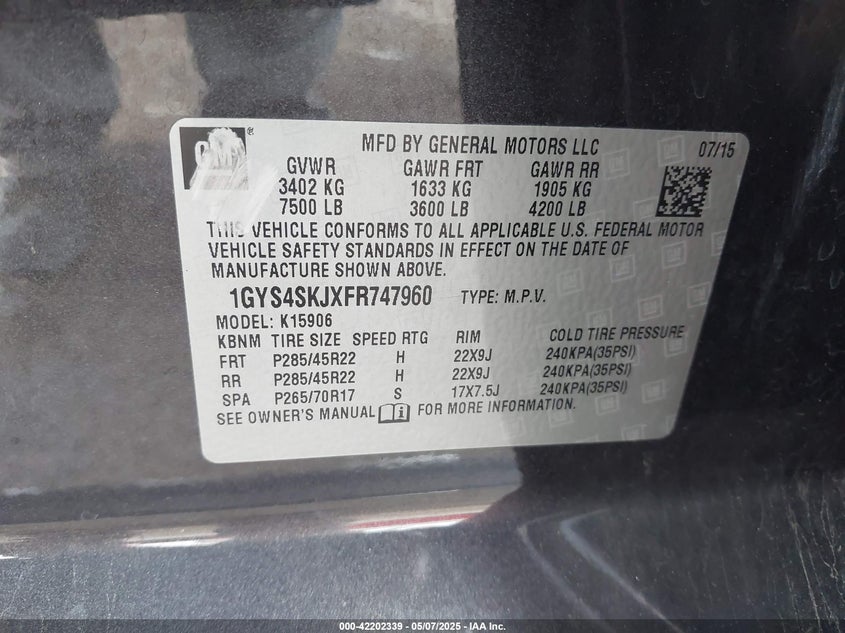 GM ®
MFD BY GENERAL MOTORS LLC 07/15
GVWR GAWR FRT GAWR RR
3402 KG 1633 KG 1905 KG
7500 LB 3600 LB 4200 LB
THIS VEHICLE CONFORMS TO ALL APPLICABLE U.S. FEDERAL MOTOR
VEHICLE SAFETY STANDARDS IN EFFECT ON THE DATE OF
MANUFACTURE SHOWN ABOVE.
1GYS4SKJXFR747960 TYPE: M.P.V.
MODEL: K15906
KBNM TIRE SIZE SPEED RTG RIM COLD TIRE PRESSURE
FRT P285/45R22 H 22X9J 240KPA(35PSI)
RR P285/45R22 H 22X9J 240KPA(35PSI)
SPA P265/70R17 S 17X7.5J 240KPA(35PSI)
SEE OWNER'S MANUAL FOR MORE INFORMATION.
000-42202339 - 05/07/2025 - IAA Inc.